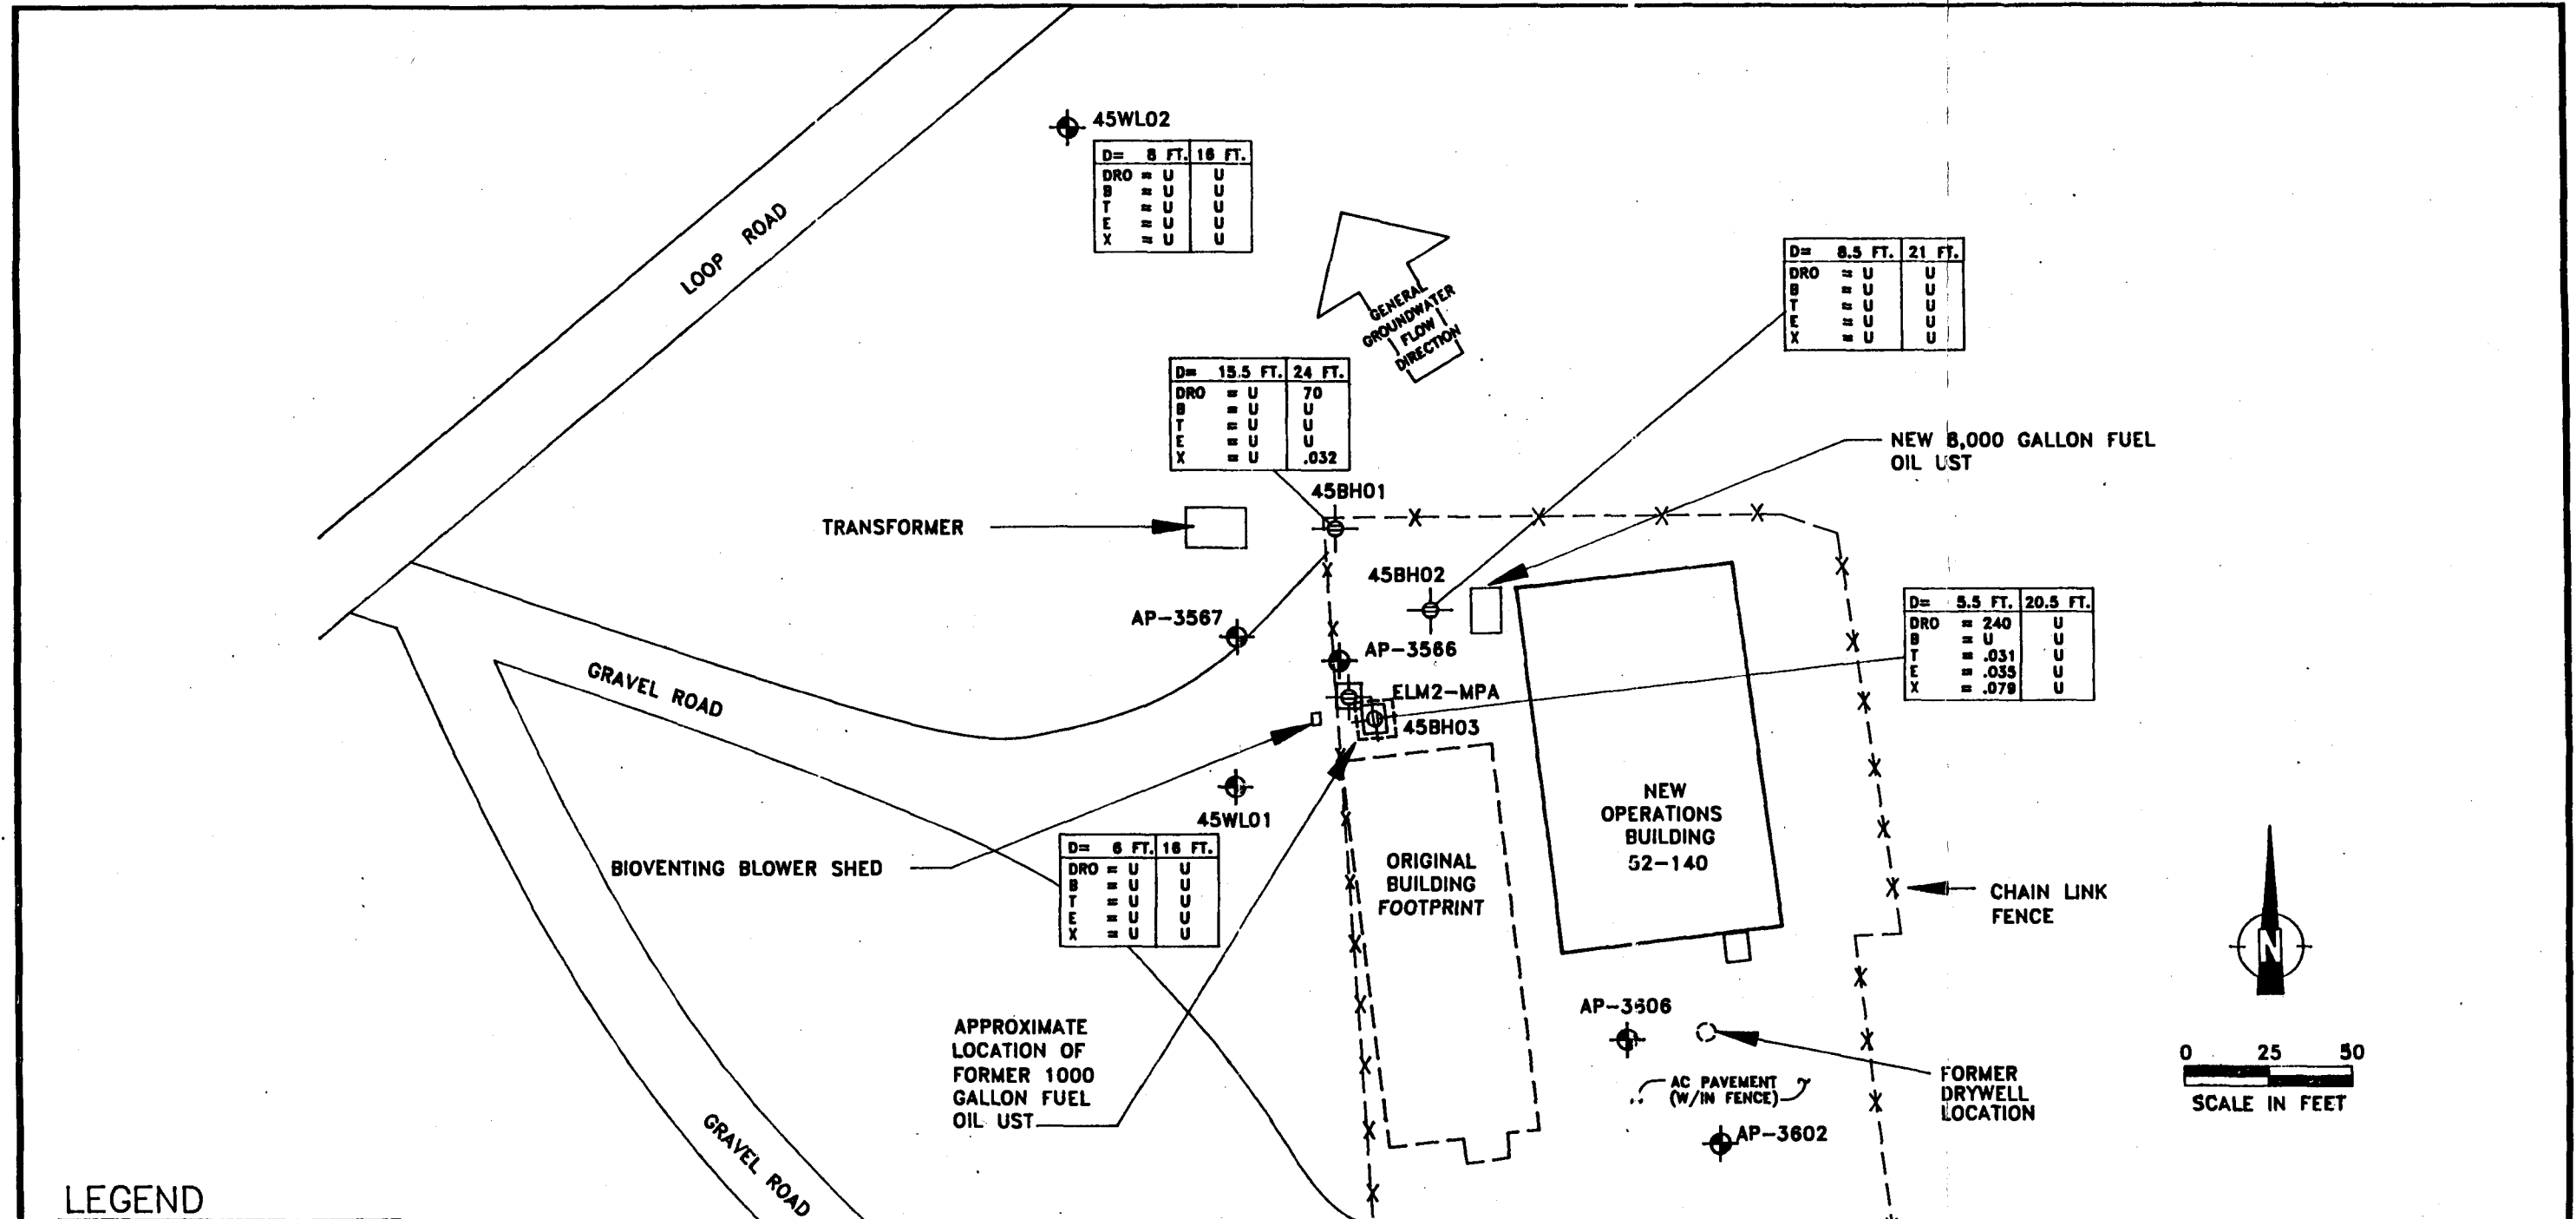 45WL02
D= 8 FT. 16 FT.
DRO = U U
B = U U
T = U U
E = U U
X = U U
LOOP ROAD
GENERAL
GROUNDWATER
FLOW
DIRECTION
D= 8.5 FT. 21 FT.
DRO = U U
B = U U
T = U U
E = U U
X = U U
D= 15.5 FT. 24 FT.
DRO = U 70
B = U U
T = U U
E = U U
X = U .032
NEW 8,000 GALLON FUEL
OIL UST
45BH01
TRANSFORMER
45BH02
AP-3567
AP-3566
D= 5.5 FT. 20.5 FT.
DRO = 240 U
B = U U
T = .031 U
E = .035 U
X = .079 U
GRAVEL ROAD
ELM2-MPA
45BH03
45WL01
NEW
OPERATIONS
BUILDING
52-140
BIOVENTING BLOWER SHED
D= 6 FT. 16 FT.
DRO = U U
B = U U
T = U U
E = U U
X = U U
ORIGINAL
BUILDING
FOOTPRINT
CHAIN LINK
FENCE
N
AP-3606
APPROXIMATE
LOCATION OF
FORMER 1000
GALLON FUEL
OIL UST
AC PAVEMENT
(W/IN FENCE)
FORMER
DRYWELL
LOCATION
0 25 50
SCALE IN FEET
AP-3602
GRAVEL ROAD
LEGEND